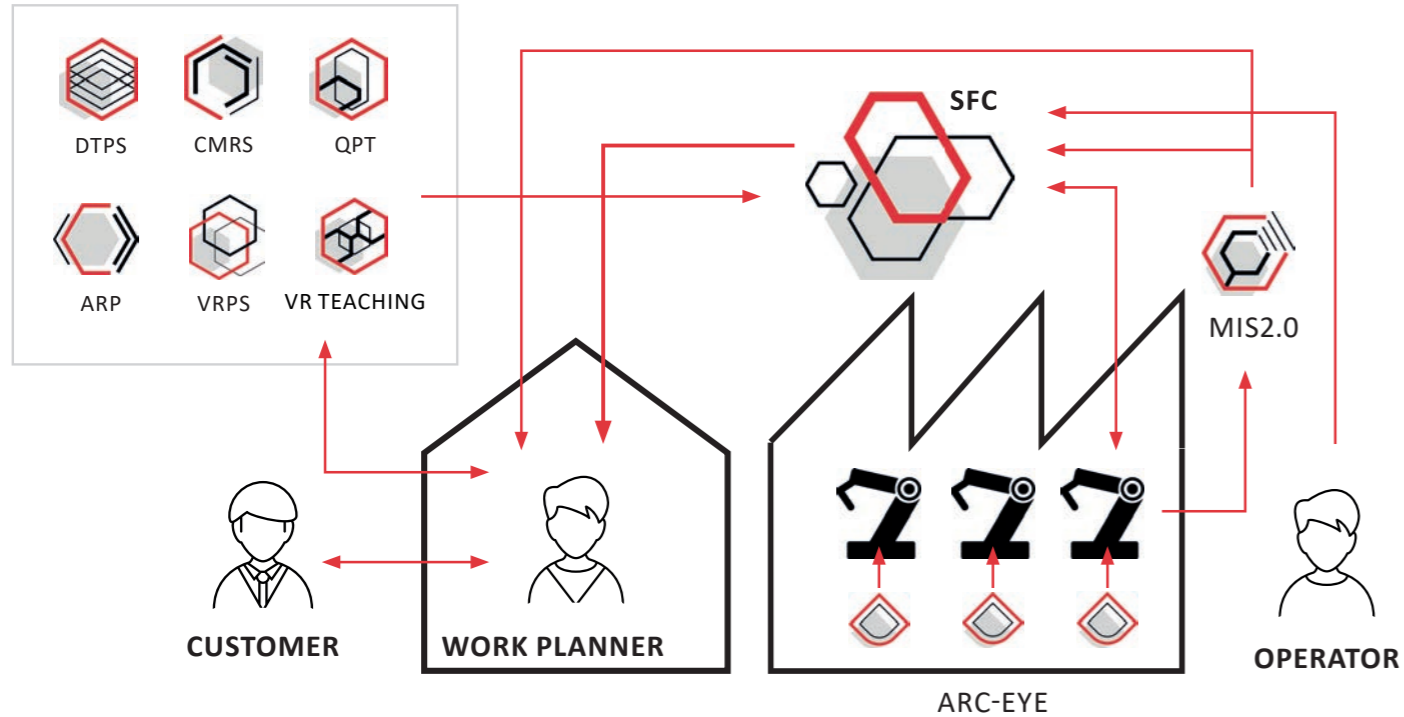 DTPS
CMRS
QPT
ARP
VRPS
VR TEACHING
SFC
MIS2.0
CUSTOMER
WORK PLANNER
ARC-EYE
OPERATOR